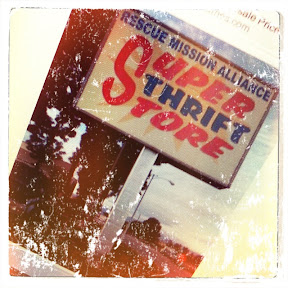 RESCUE MISSION ALLIANCE
SUPER
THRIFT
STORE